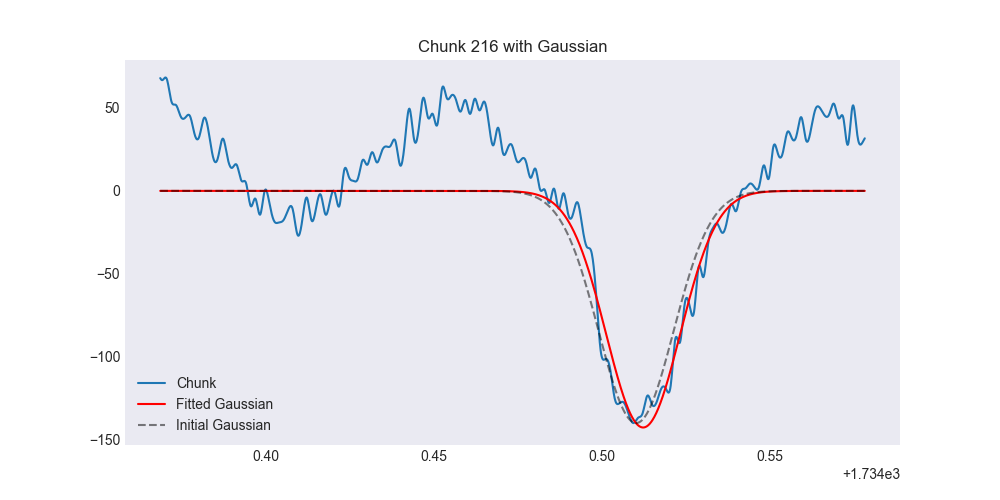 Chunk 216 with Gaussian
50
0
−50
−100
−150
Chunk
Fitted Gaussian
Initial Gaussian
0.40 0.45 0.50 0.55
+1.734e3